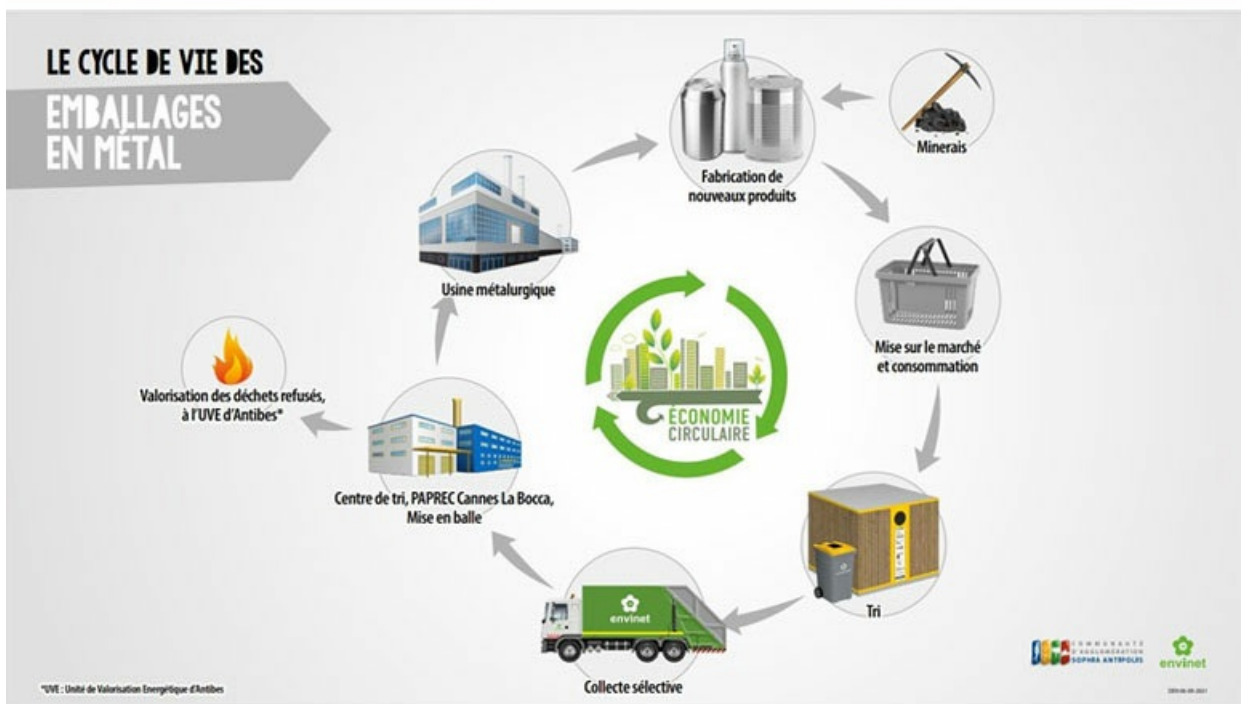 LE CYCLE DE VIE DES
EMBALLAGES
EN MÉTAL
Minerais
Fabrication de
nouveaux produits
Usine métalurgique
Mise sur le marché
et consommation
Valorisation des déchets refusés,
à l'UVE d'Antibes*
ÉCONOMIE
CIRCULAIRE
Centre de tri, PAPREC Cannes La Bocca,
Mise en balle
Tri
envinet
Collecte sélective
COMMUNAUTÉ
D'AGGLOMÉRATION
SOPHIA ANTIPOLIS
envinet
*UVE : Unité de Valorisation Energétique d'Antibes